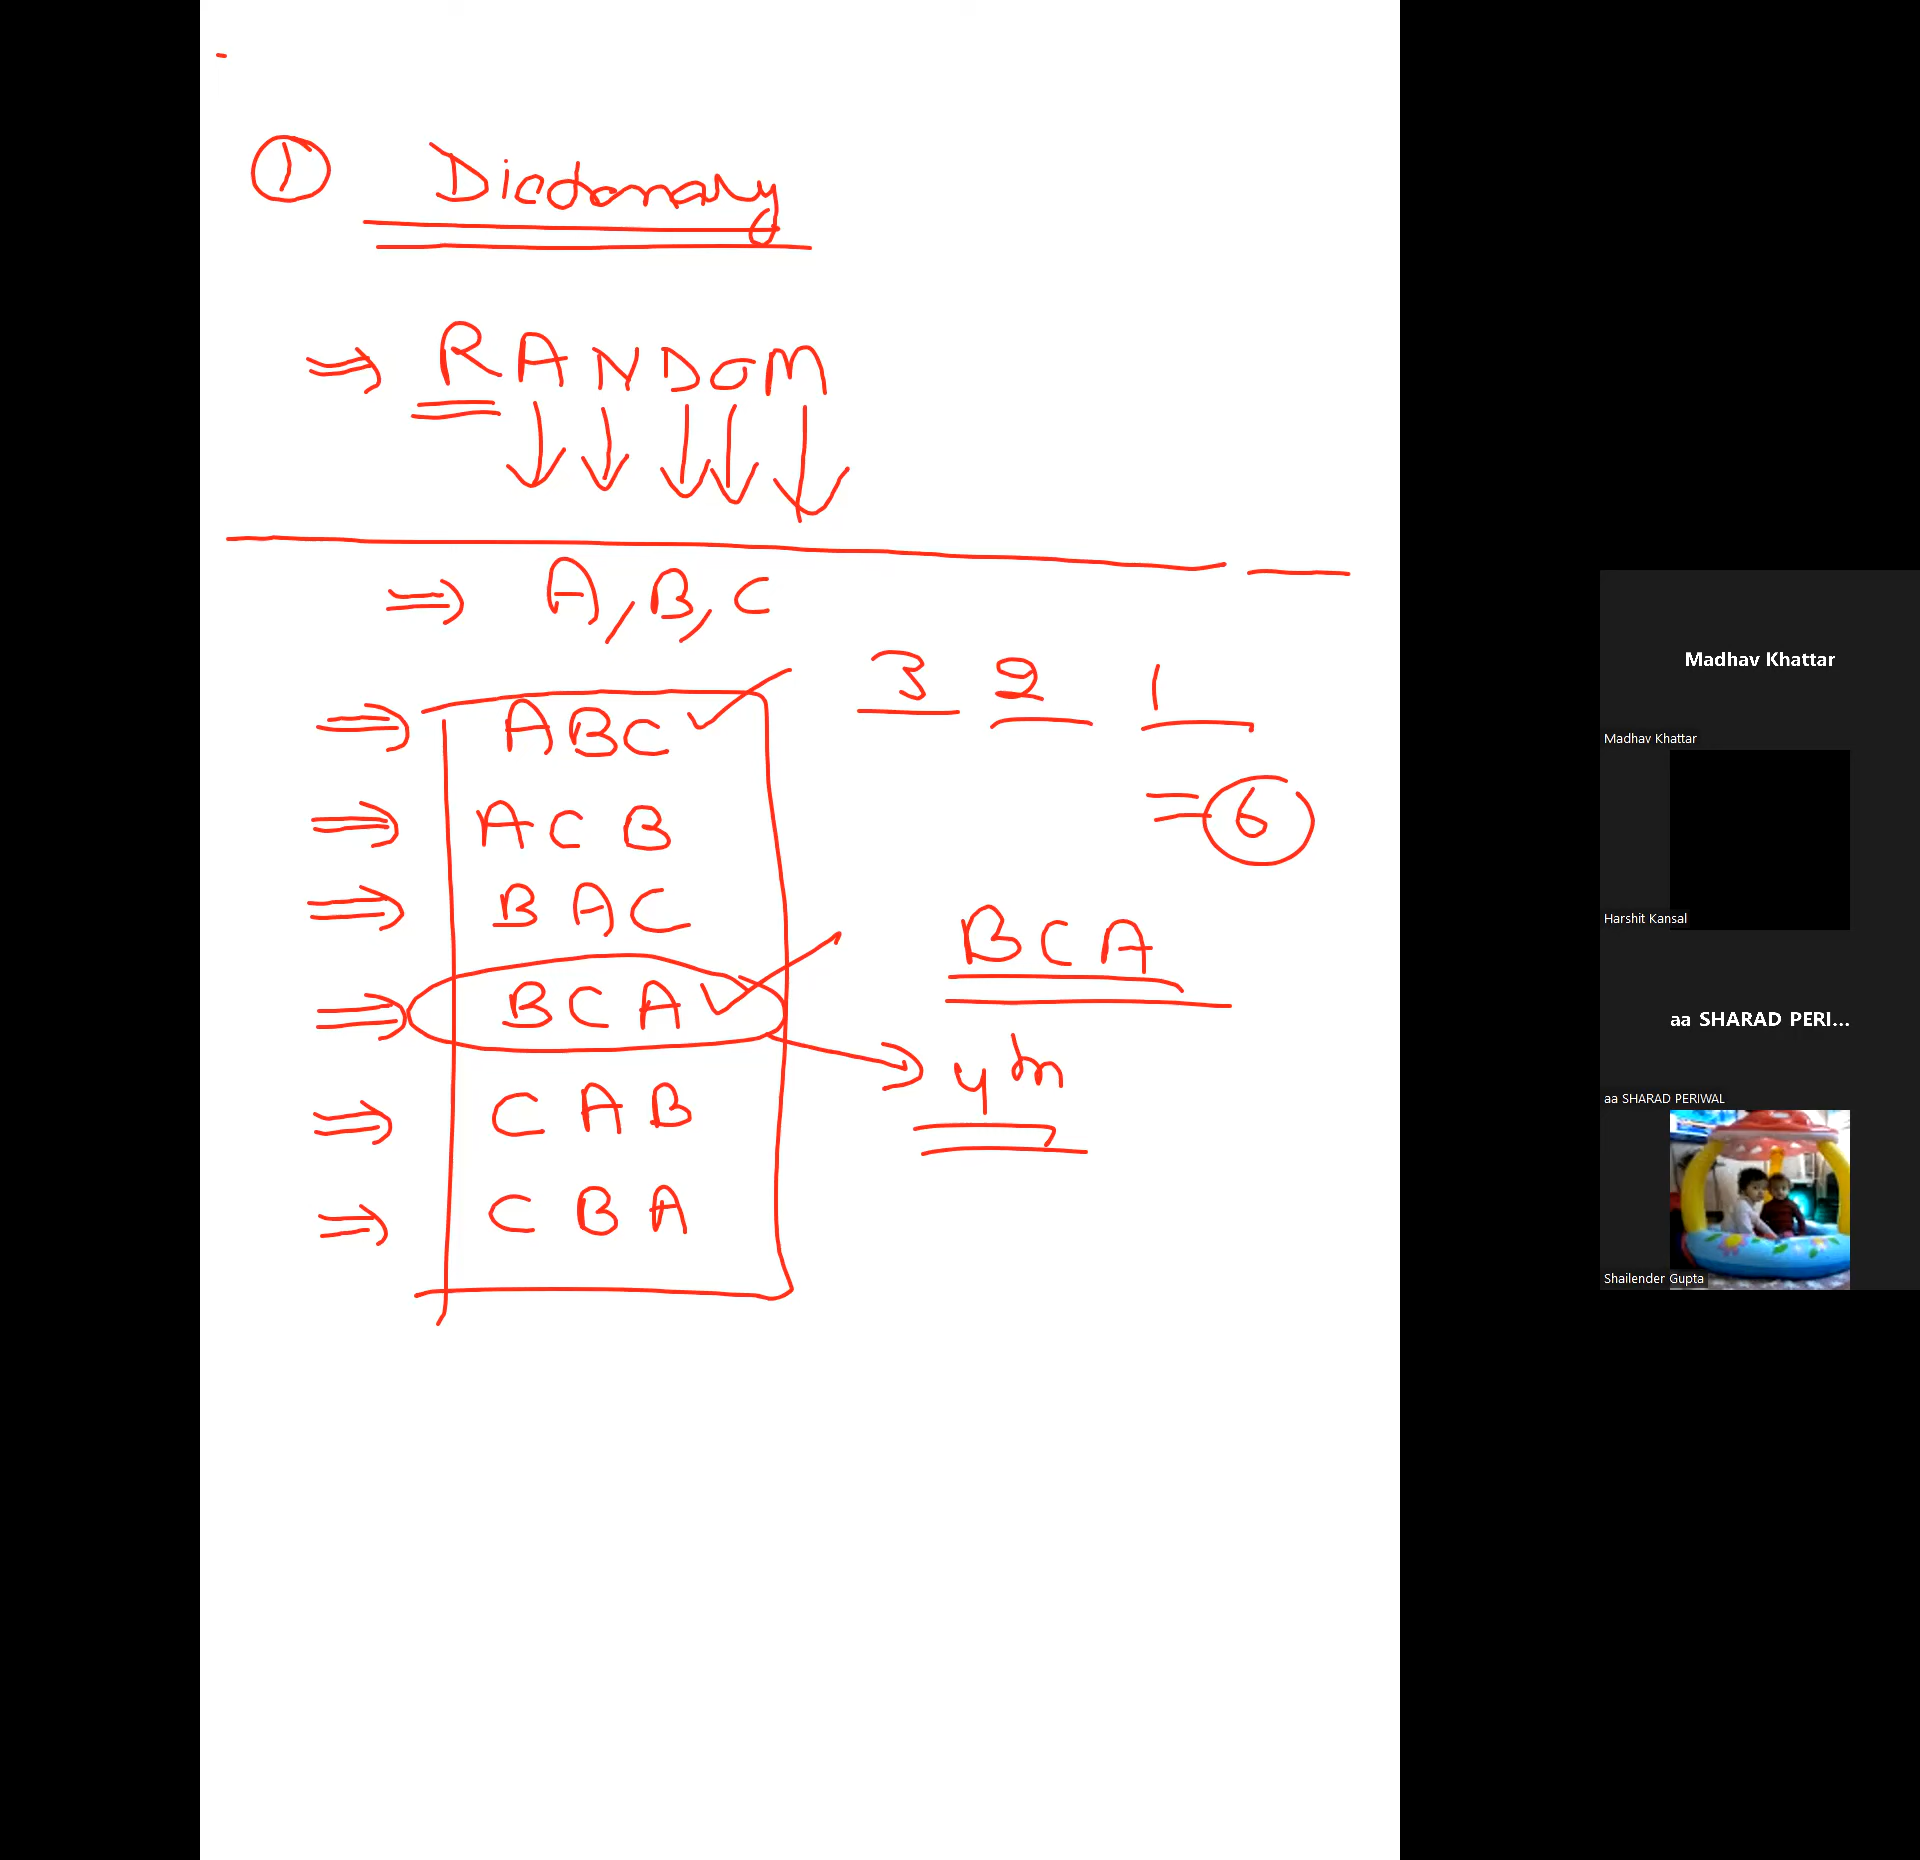 ① Dictonary
⇒ RANDOM
⇒ A, B, C
3 2 1
= 6
⇒ ABC ✓
⇒ ACB
⇒ BAC
⇒ BCA ✓
⇒ CAB
⇒ CBA
BCA
4th
Madhav Khattar
Madhav Khattar
Harshit Kansal
aa SHARAD PERI...
aa SHARAD PERIWAL
Shailender Gupta